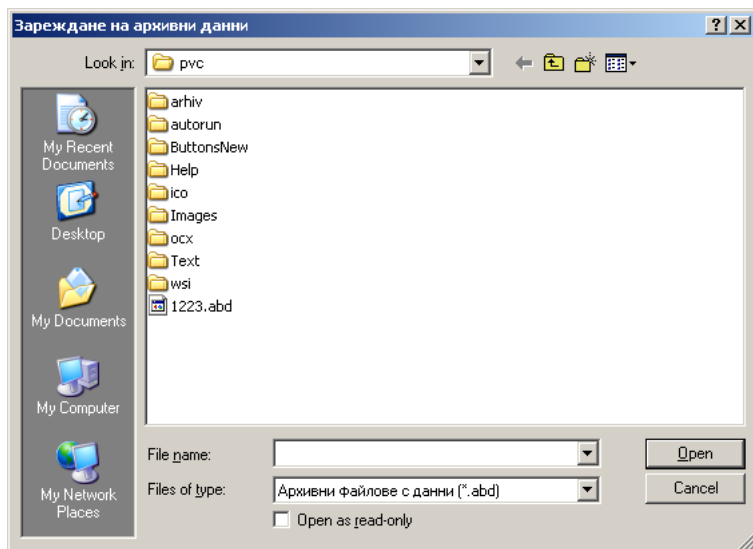 Зареждане на архивни данни
Look in:
pvc
My Recent
Documents
Desktop
My Documents
My Computer
My Network
Places
arhiv
autorun
ButtonsNew
Help
ico
Images
ocx
Text
wsi
1223.abd
File name:
Open
Files of type:
Архивни файлове с данни (*.abd)
Cancel
Open as read-only